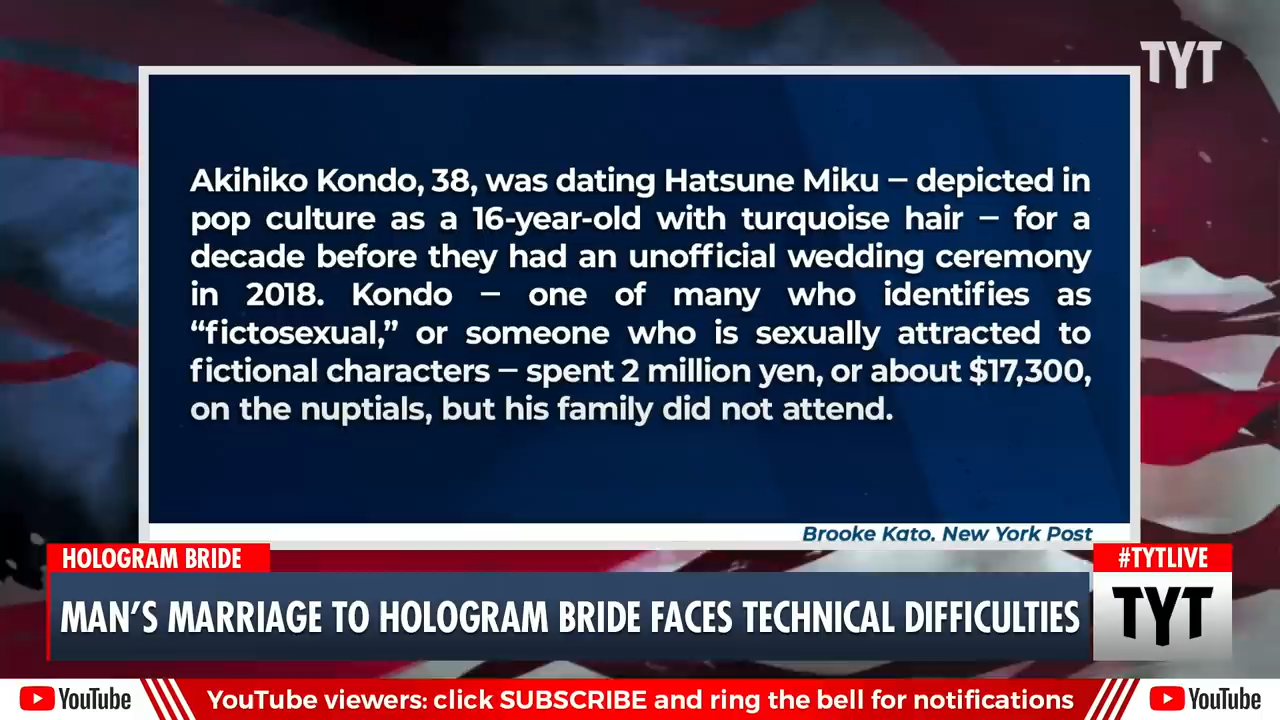 TYT
Akihiko Kondo, 38, was dating Hatsune Miku – depicted in
pop culture as a 16-year-old with turquoise hair – for a
decade before they had an unofficial wedding ceremony
in 2018. Kondo – one of many who identifies as
“fictosexual,” or someone who is sexually attracted to
fictional characters – spent 2 million yen, or about $17,300,
on the nuptials, but his family did not attend.
Brooke Kato, New York Post
HOLOGRAM BRIDE
#TYTLIVE
MAN’S MARRIAGE TO HOLOGRAM BRIDE FACES TECHNICAL DIFFICULTIES
TYT
YouTube
YouTube viewers: click SUBSCRIBE and ring the bell for notifications
YouTube